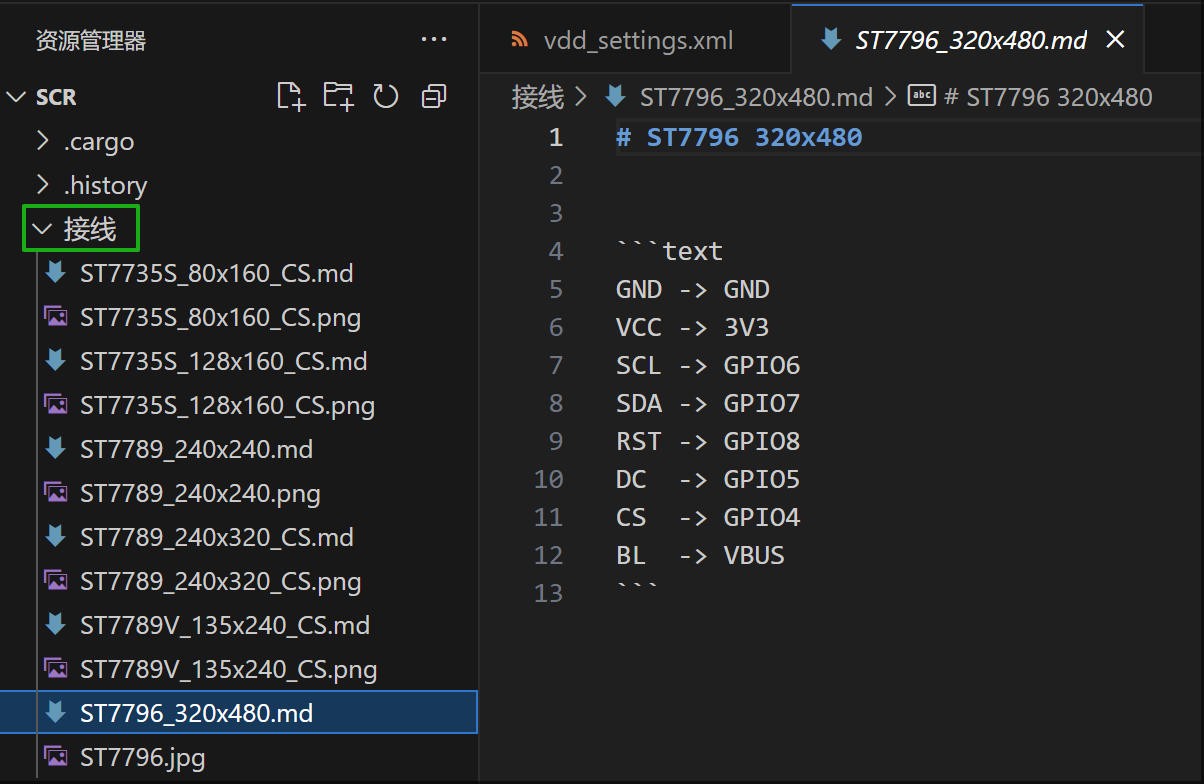 资源管理器
SCR
.cargo
.history
接线
ST7735S_80x160_CS.md
ST7735S_80x160_CS.png
ST7735S_128x160_CS.md
ST7735S_128x160_CS.png
ST7789_240x240.md
ST7789_240x240.png
ST7789_240x320_CS.md
ST7789_240x320_CS.png
ST7789V_135x240_CS.md
ST7789V_135x240_CS.png
ST7796_320x480.md
ST7796.jpg
vdd_settings.xml
ST7796_320x480.md
接线 > ST7796_320x480.md > abc # ST7796 320x480
1 # ST7796 320x480
2
3
4 ```text
5 GND -> GND
6 VCC -> 3V3
7 SCL -> GPIO6
8 SDA -> GPIO7
9 RST -> GPIO8
10 DC  -> GPIO5
11 CS  -> GPIO4
12 BL  -> VBUS
13 ```